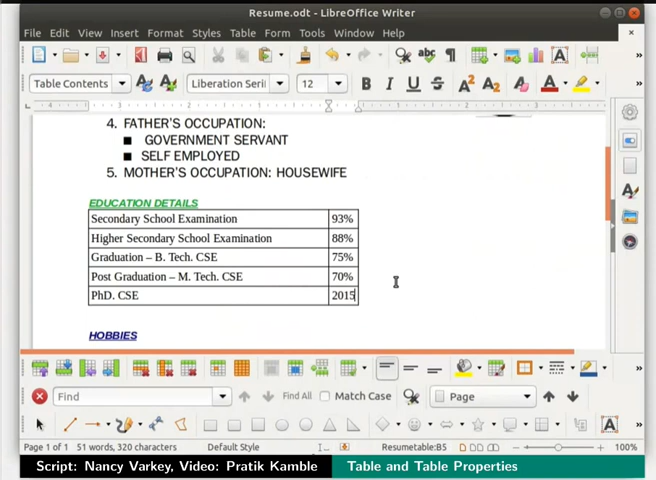 Resume.odt - LibreOffice Writer
File Edit View Insert Format Styles Table Form Tools Window Help
Table Contents Liberation Seri 12 B I U S
4. FATHER'S OCCUPATION:
GOVERNMENT SERVANT
SELF EMPLOYED
5. MOTHER'S OCCUPATION: HOUSEWIFE
EDUCATION DETAILS
Secondary School Examination 93%
Higher Secondary School Examination 88%
Graduation – B. Tech. CSE 75%
Post Graduation – M. Tech. CSE 70%
PhD. CSE 2015
HOBBIES
Find Find All Match Case Page
Page 1 of 1 51 words, 320 characters Default Style Resumetable:B5 100%
Script: Nancy Varkey, Video: Pratik Kamble Table and Table Properties